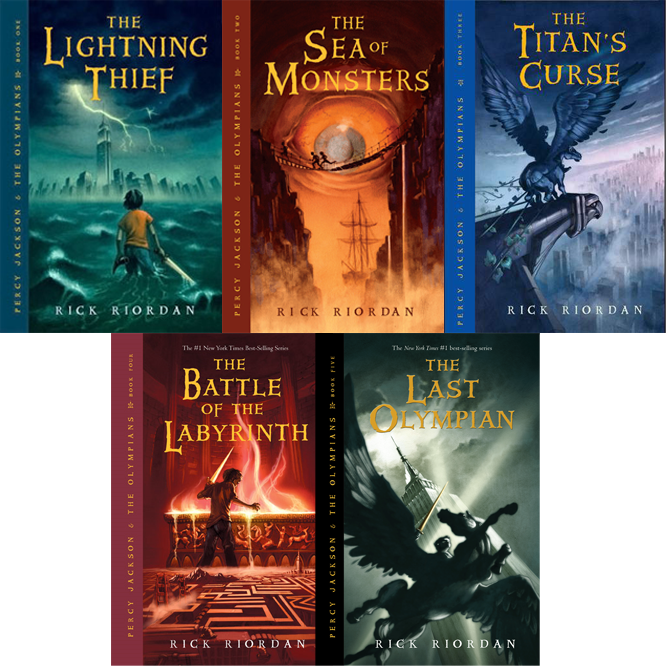 BOOK ONE
PERCY JACKSON & THE OLYMPIANS
THE
LIGHTNING
THIEF
RICK RIORDAN
BOOK TWO
PERCY JACKSON & THE OLYMPIANS
THE
SEA OF
MONSTERS
RICK RIORDAN
BOOK THREE
PERCY JACKSON & THE OLYMPIANS
THE
TITAN'S
CURSE
RICK RIORDAN
BOOK FOUR
PERCY JACKSON & THE OLYMPIANS
The #1 New York Times Best-Selling Series
THE
BATTLE
OF THE
LABYRINTH
RICK RIORDAN
BOOK FIVE
PERCY JACKSON & THE OLYMPIANS
The New York Times #1 best-selling series
THE
LAST
OLYMPIAN
RICK RIORDAN